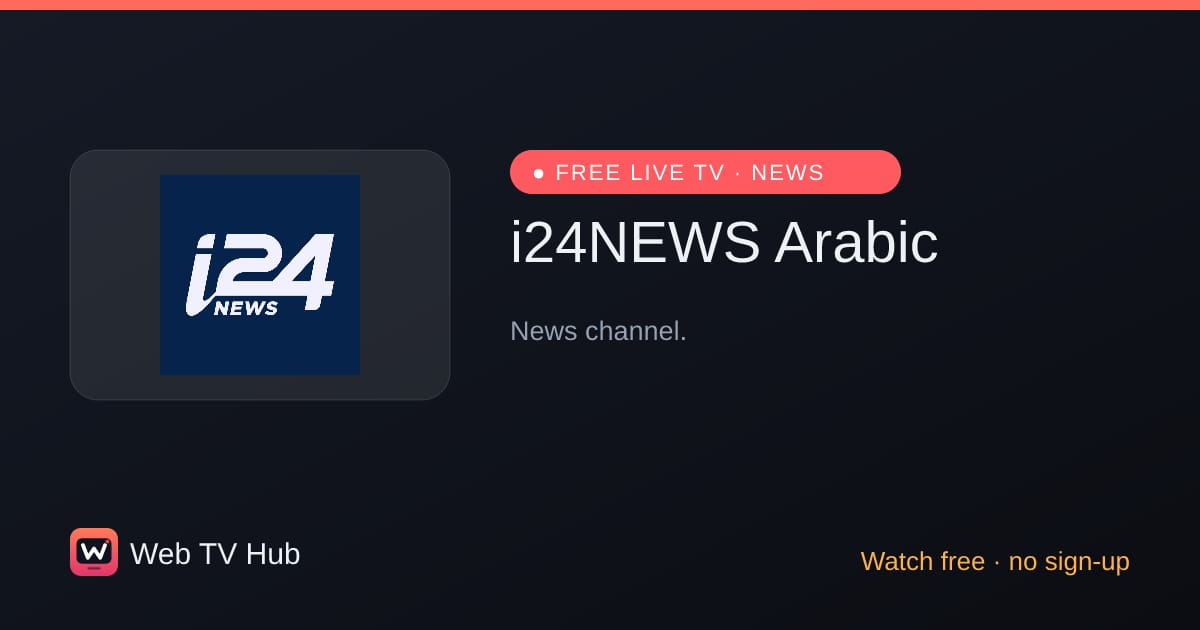 i24
NEWS
• FREE LIVE TV · NEWS
i24NEWS Arabic
News channel.
W
Web TV Hub
Watch free · no sign-up